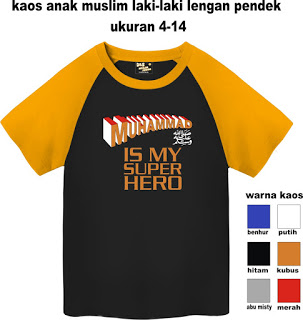 kaos anak muslim laki-laki lengan pendek
ukuran 4-14
MUHAMMAD
IS MY
SUPER
HERO
warna kaos
benhur
putih
hitam
kubus
abu misty
merah